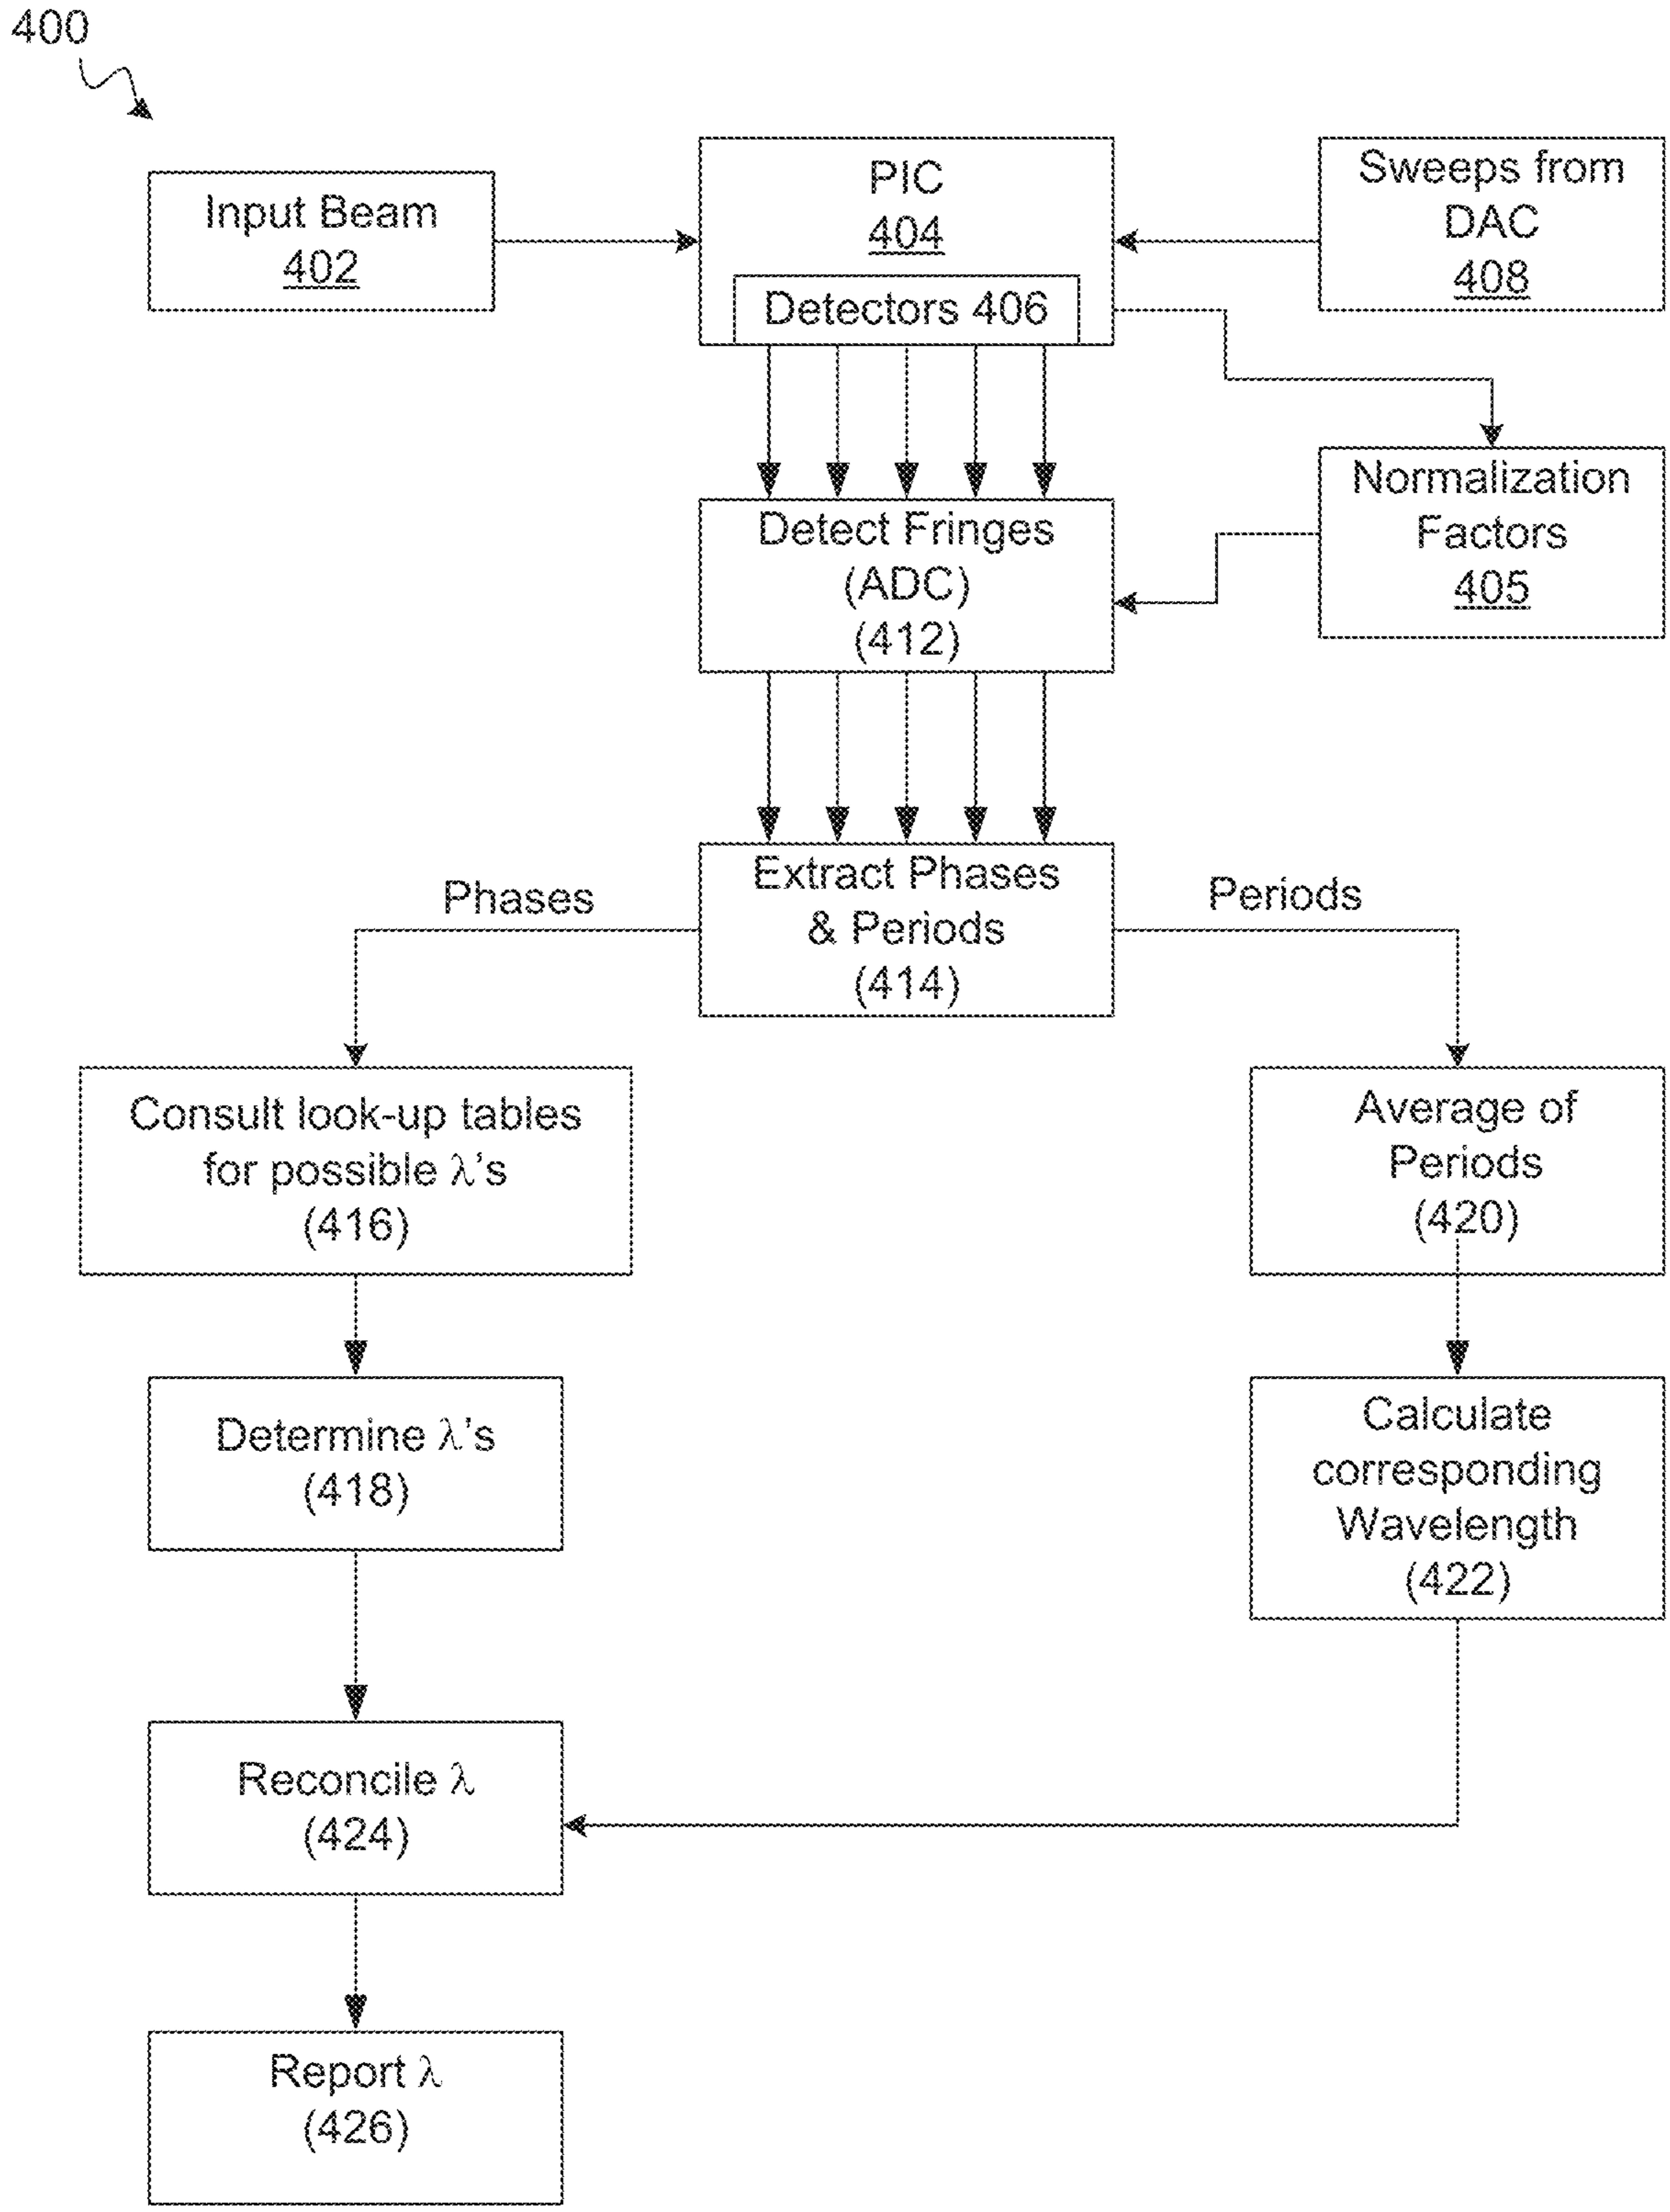 400
Input Beam
402
PIC
404
Detectors 406
Sweeps from
DAC
408
Normalization
Factors
405
Detect Fringes
(ADC)
(412)
Extract Phases
& Periods
(414)
Phases
Periods
Consult look-up tables
for possible λ's
(416)
Average of
Periods
(420)
Determine λ's
(418)
Calculate
corresponding
Wavelength
(422)
Reconcile λ
(424)
Report λ
(426)